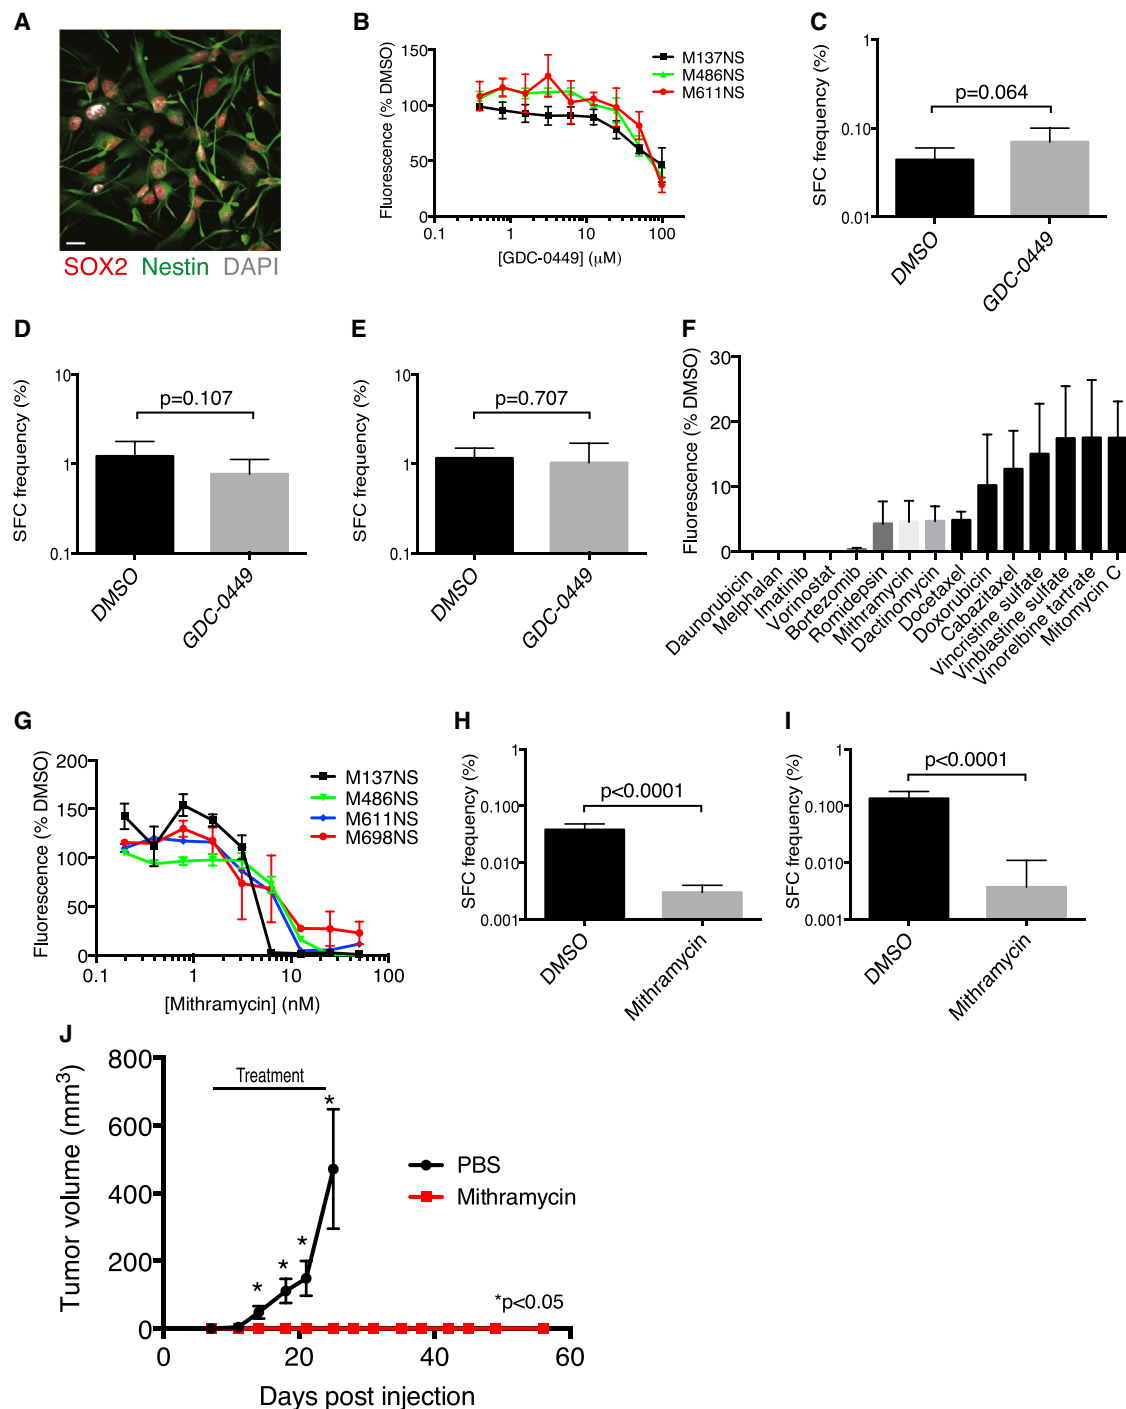 A
SOX2 Nestin DAPI
B
Fluorescence (% DMSO)
150
100
50
0
0.1 1 10 100
[GDC-0449] (μM)
M137NS
M486NS
M611NS
C
SFC frequency (%)
1
0.10
0.01
p=0.064
DMSO
GDC-0449
D
SFC frequency (%)
10
1
0.1
p=0.107
DMSO
GDC-0449
E
SFC frequency (%)
10
1
0.1
p=0.707
DMSO
GDC-0449
F
Fluorescence (% DMSO)
30
20
10
0
Daunorubicin
Melphalan
Imatinib
Vorinostat
Bortezomib
Romidepsin
Mithramycin
Dactinomycin
Docetaxel
Doxorubicin
Cabazitaxel
Vincristine sulfate
Vinblastine sulfate
Vinorelbine tartrate
Mitomycin C
G
Fluorescence (% DMSO)
200
150
100
50
0
0.1 1 10 100
[Mithramycin] (nM)
M137NS
M486NS
M611NS
M698NS
H
SFC frequency (%)
1
0.100
0.010
0.001
p<0.0001
DMSO
Mithramycin
I
SFC frequency (%)
1
0.100
0.010
0.001
p<0.0001
DMSO
Mithramycin
J
Tumor volume (mm³)
800
600
400
200
0
Treatment
*
*
*
*
PBS
Mithramycin
*p<0.05
0 20 40 60
Days post injection